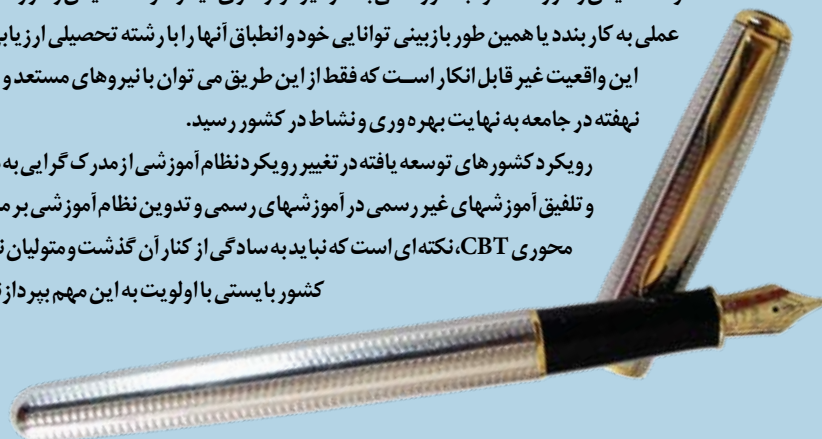 عملی به کار بندد یا همین طور بازبینی توانایی خود و انطباق آنها را با رشته تحصیلی
این واقعیت غیر قابل انکار اســت که فقط از این طریق می توان با نیروهای مستعد و
نهفته در جامعه به نهایت بهره وری و نشاط در کشور رسید.
رویکرد کشورهای توسعه یافته در تغییر رویکرد نظام آموزشی از مدرک گرایی به
و تلفیق آموزشهای غیر رسمی در آموزشهای رسمی و تدوین نظام آموزشی بر
محوری CBT، نکته ای است که نباید به سادگی از کنار آن گذشت و متولیان
کشور بایستی با اولویت به این مهم